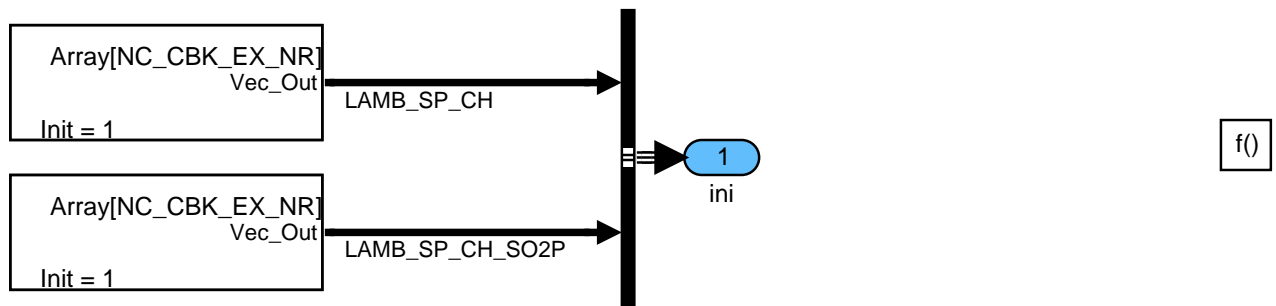 Array[NC_CBK_EX_NR]
Vec_Out
LAMB_SP_CH
Init = 1
1
f()
ini
Array[NC_CBK_EX_NR]
Vec_Out
LAMB_SP_CH_SO2P
Init = 1